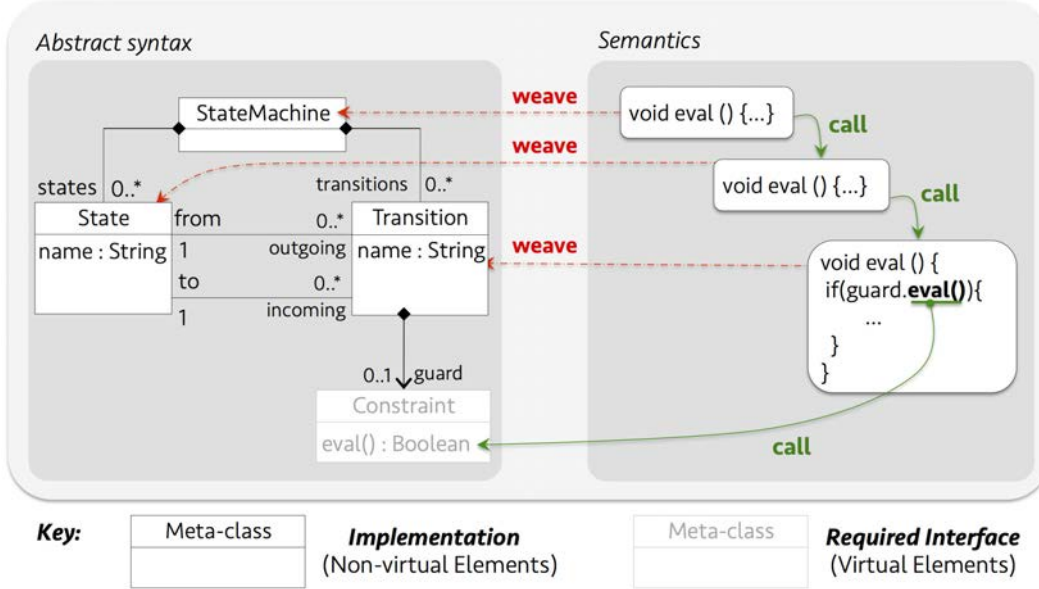 Abstract syntax
Semantics
StateMachine
weave
void eval () {...}
call
weave
states 0..*
transitions 0..*
void eval () {...}
call
State
from
0..*
Transition
name : String
1
outgoing
name : String
weave
to
0..*
1
incoming
void eval () {
if(guard.eval()){
...
}
}
0..1 guard
Constraint
eval() : Boolean
call
Key:
Meta-class
Implementation
(Non-virtual Elements)
Meta-class
Required Interface
(Virtual Elements)